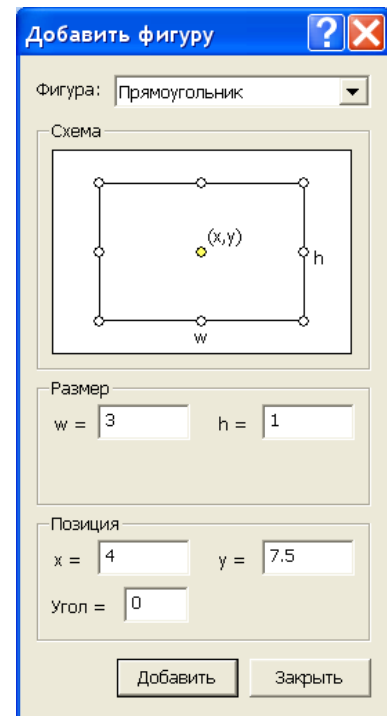 Добавить фигуру
Фигура: Прямоугольник
Схема
(x,y)
h
w
Размер
w = 3 h = 1
Позиция
x = 4 y = 7.5
Угол = 0
Добавить Закрыть